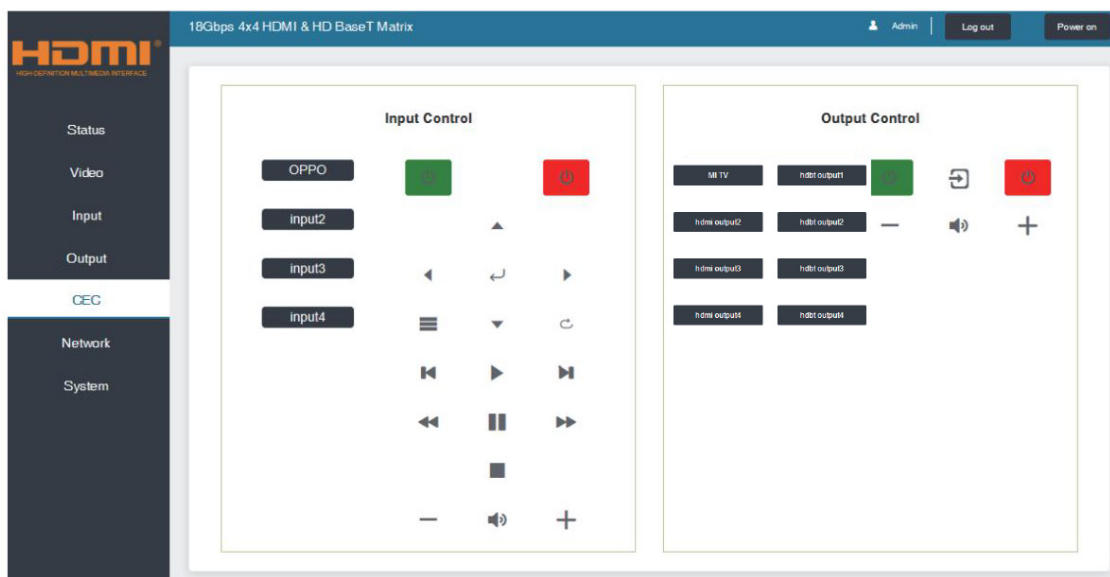 18Gbps 4x4 HDMI & HD BaseT Matrix
Admin
Log out
Power on
HDMI®
HIGH-DEFINITION MULTIMEDIA INTERFACE
Status
Video
Input
Output
CEC
Network
System
Input Control
OPPO
input2
input3
input4
Output Control
MI TV hdbt output1
hdmi output2 hdbt output2
hdmi output3 hdbt output3
hdmi output4 hdbt output4